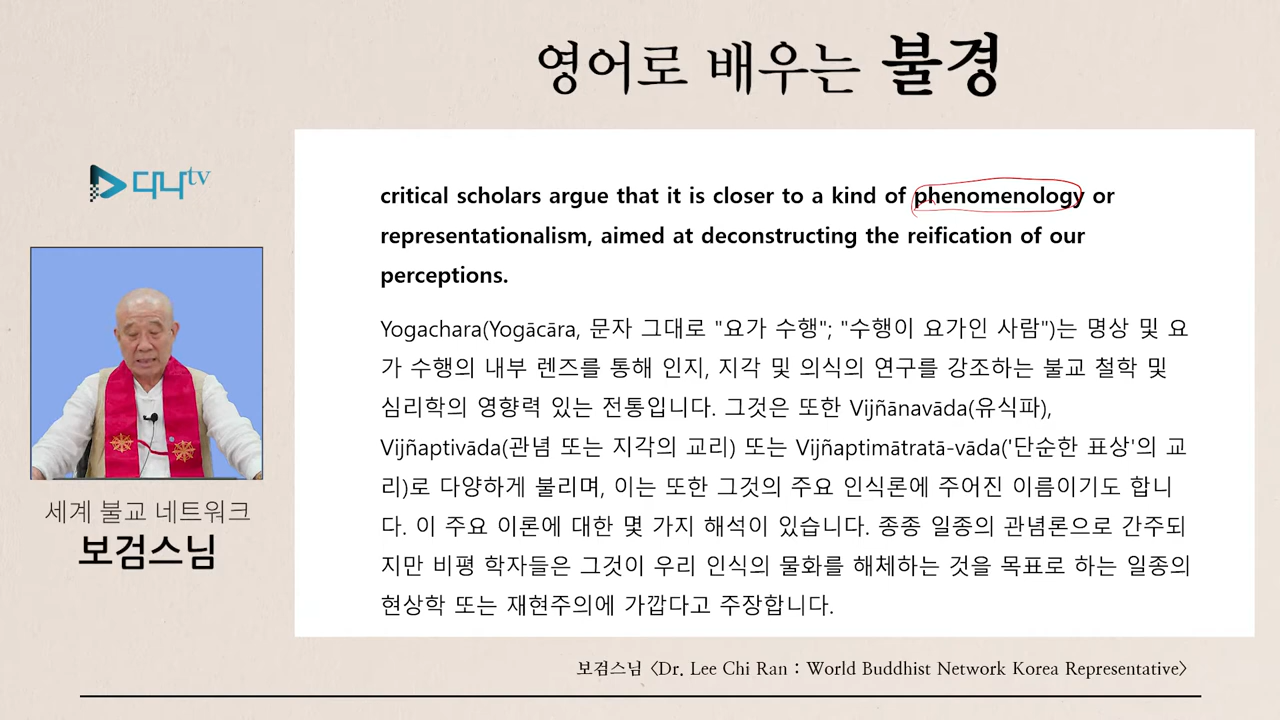 영어로 배우는 불경
디나tv
critical scholars argue that it is closer to a kind of phenomenology or
representationalism, aimed at deconstructing the reification of our
perceptions.
Yogachara(Yogācāra, 문자 그대로 "요가 수행"; "수행이 요가인 사람")는 명상 및 요
가 수행의 내부 렌즈를 통해 인지, 지각 및 의식의 연구를 강조하는 불교 철학 및
심리학의 영향력 있는 전통입니다. 그것은 또한 Vijñānavāda(유식파),
Vijñaptivāda(관념 또는 지각의 교리) 또는 Vijñaptimātratā-vāda('단순한 표상'의 교
리)로 다양하게 불리며, 이는 또한 그것의 주요 인식론에 주어진 이름이기도 합니
다. 이 주요 이론에 대한 몇 가지 해석이 있습니다. 종종 일종의 관념론으로 간주되
지만 비평 학자들은 그것이 우리 인식의 물화를 해체하는 것을 목표로 하는 일종의
현상학 또는 재현주의에 가깝다고 주장합니다.
세계 불교 네트워크
보검스님
보검스님 <Dr. Lee Chi Ran : World Buddhist Network Korea Representative>